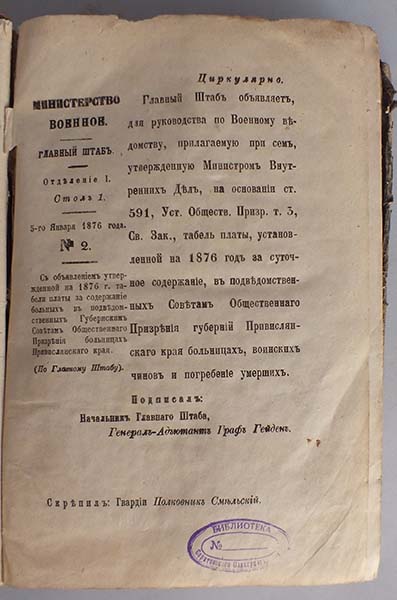 Циркулярно.
МИНИСТЕРСТВО
ВОЕННОЕ.
ГЛАВНЫЙ ШТАБЪ.
Отдѣленіе I.
Столъ 1.
5-го Января 1876 года.
№ 2.
Съ объявленіемъ утвер-
жденной на 1876 г. та-
бели платы за содержаніе
больныхъ въ подвѣдом-
ственныхъ Губернскимъ
Совѣтамъ Общественнаго
Призрѣнія больницахъ
Привислянскаго края.
(По Главному Штабу).
Главный Штабъ объявляетъ,
для руководства по Военному вѣ-
домству, прилагаемую при семъ,
утвержденную Министромъ Внут-
реннихъ Дѣлъ, на основаніи ст.
591, Уст. Обществ. Призр. т. 3,
Св. Зак., табель платы, установ-
ленной на 1876 годъ за суточ-
ное содержаніе, въ подвѣдомствен-
ныхъ Совѣтамъ Общественнаго
Призрѣнія губерній Привислян-
скаго края больницахъ, воинскихъ
чиновъ и погребеніе умершихъ.
Подписалъ:
Начальникъ Главнаго Штаба,
Генералъ-Адъютантъ Графъ Гейденъ.
Скрѣпилъ: Гвардіи Полковникъ Смѣльскій.
БИБЛИОТЕКА
№